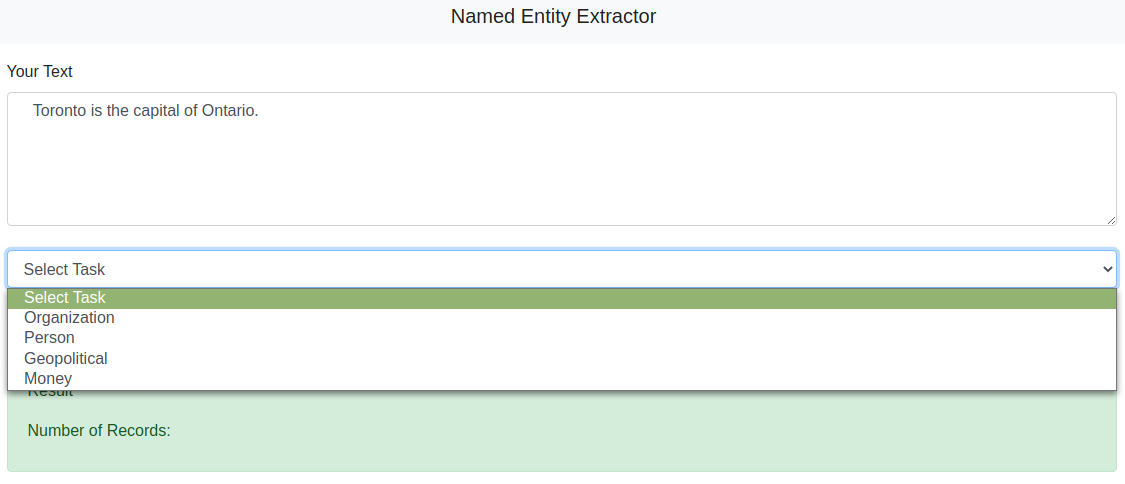 Named Entity Extractor
Your Text
Toronto is the capital of Ontario.
Select Task
Select Task
Organization
Person
Geopolitical
Money
Result
Number of Records: